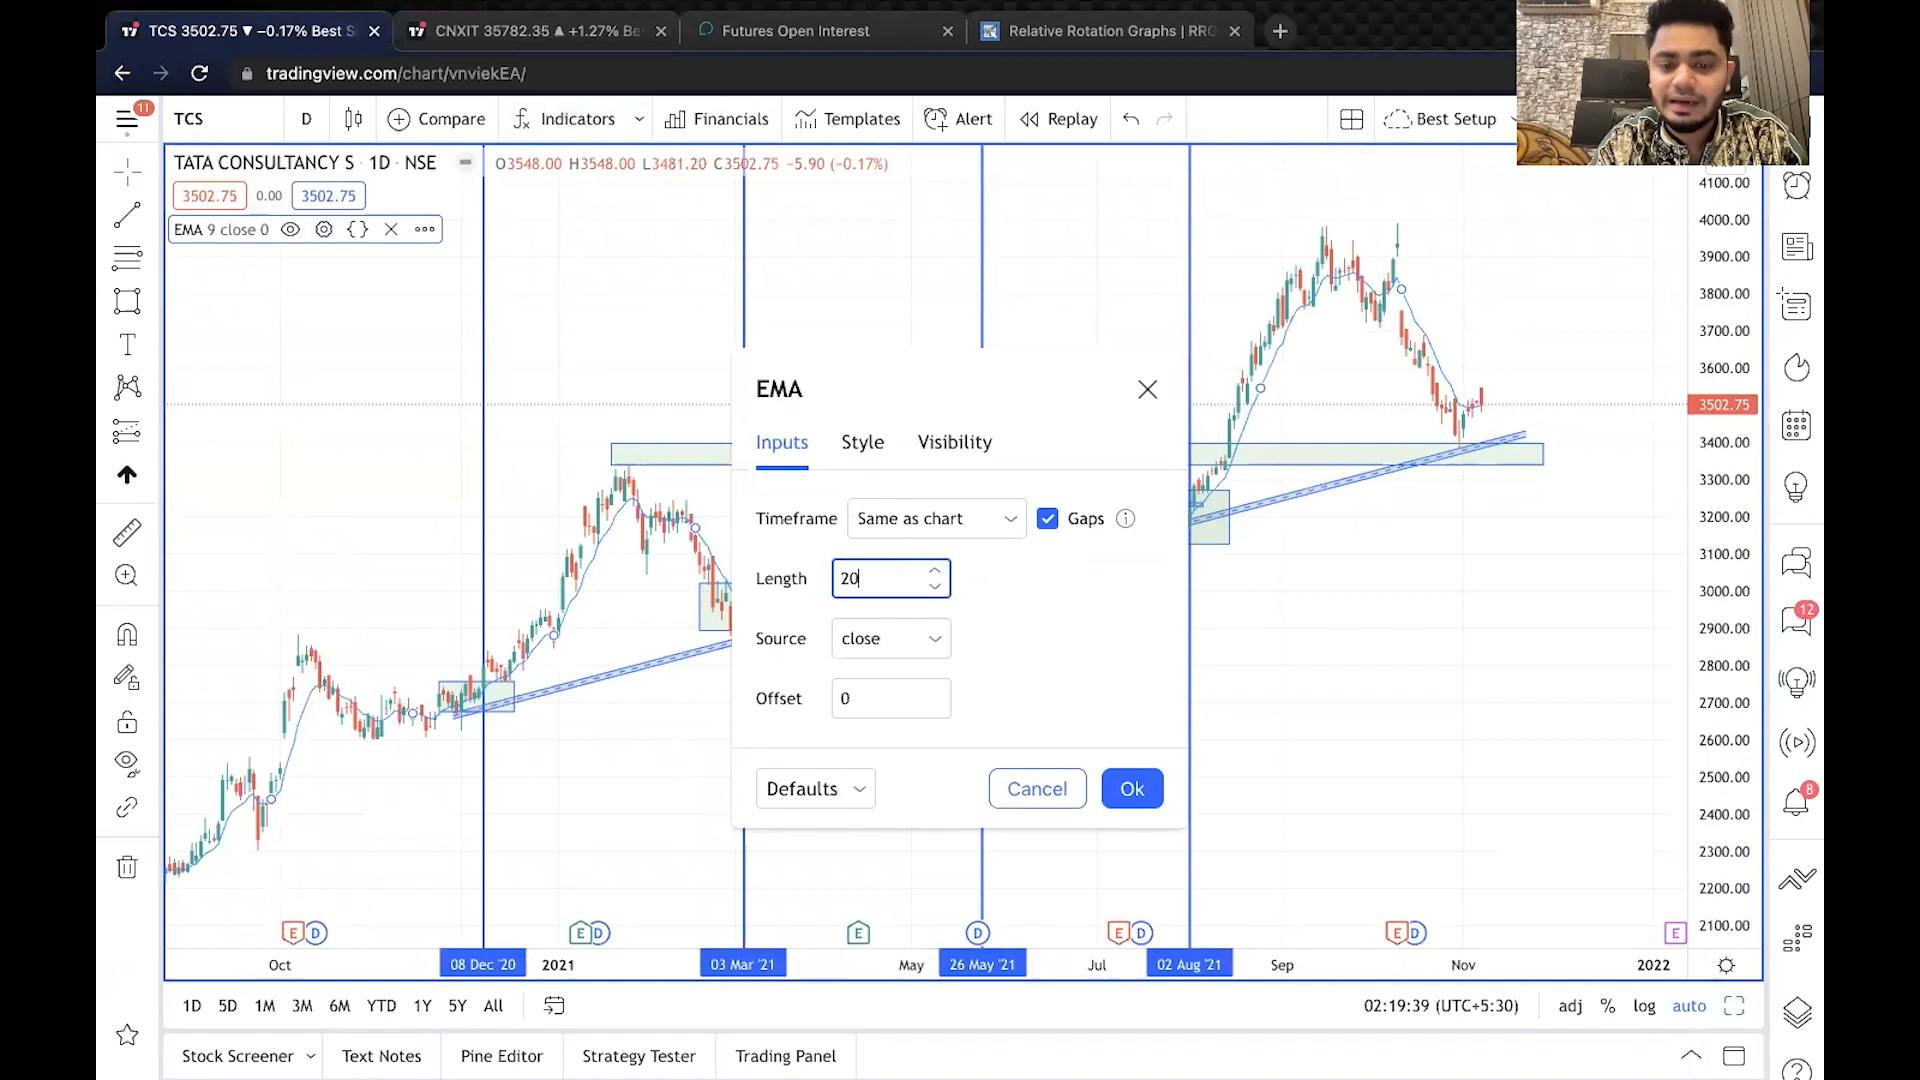 TCS 3502.75 ▼ −0.17% Best S
CNXIT 35782.35 ▲ +1.27% Be
Futures Open Interest
Relative Rotation Graphs | RRG
tradingview.com/chart/vnviekEA/
11
TCS
D
Compare
Indicators
Financials
Templates
Alert
Replay
Best Setup
TATA CONSULTANCY S · 1D · NSE
O3548.00 H3548.00 L3481.20 C3502.75 −5.90 (−0.17%)
3502.75
0.00
3502.75
EMA 9 close 0
4100.00
4000.00
3900.00
3800.00
3700.00
3600.00
3502.75
3400.00
3300.00
3200.00
3100.00
3000.00
2900.00
2800.00
2700.00
2600.00
2500.00
2400.00
2300.00
2200.00
2100.00
EMA
Inputs
Style
Visibility
Timeframe
Same as chart
Gaps
Length
20
Source
close
Offset
0
Defaults
Cancel
Ok
12
8
E D
E D
E
D
E D
E D
E
Oct
08 Dec '20
2021
03 Mar '21
May
26 May '21
Jul
02 Aug '21
Sep
Nov
2022
1D 5D 1M 3M 6M YTD 1Y 5Y All
02:19:39 (UTC+5:30)
adj % log auto
Stock Screener
Text Notes
Pine Editor
Strategy Tester
Trading Panel